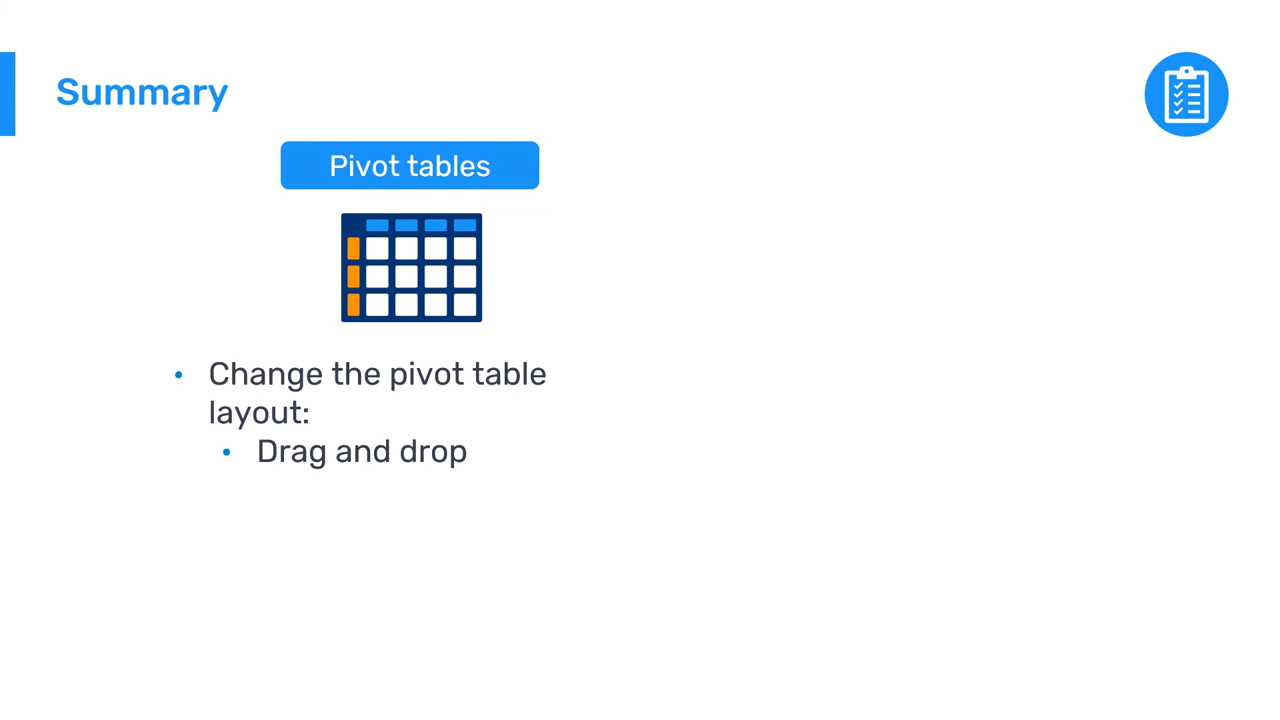 Summary
Pivot tables
• Change the pivot table
layout:
• Drag and drop